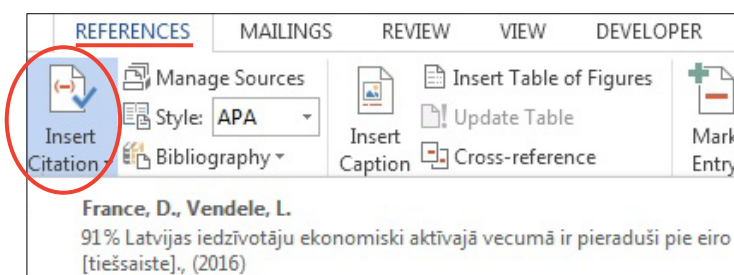 REFERENCES MAILINGS REVIEW VIEW DEVELOPER
Manage Sources
Style: APA
Bibliography
Insert
Citation
Insert Table of Figures
Update Table
Cross-reference
Insert
Caption
Mark
Entry
France, D., Vendele, L.
91% Latvijas iedzīvotāju ekonomiski aktīvajā vecumā ir pieraduši pie eiro
[tiešsaiste]., (2016)